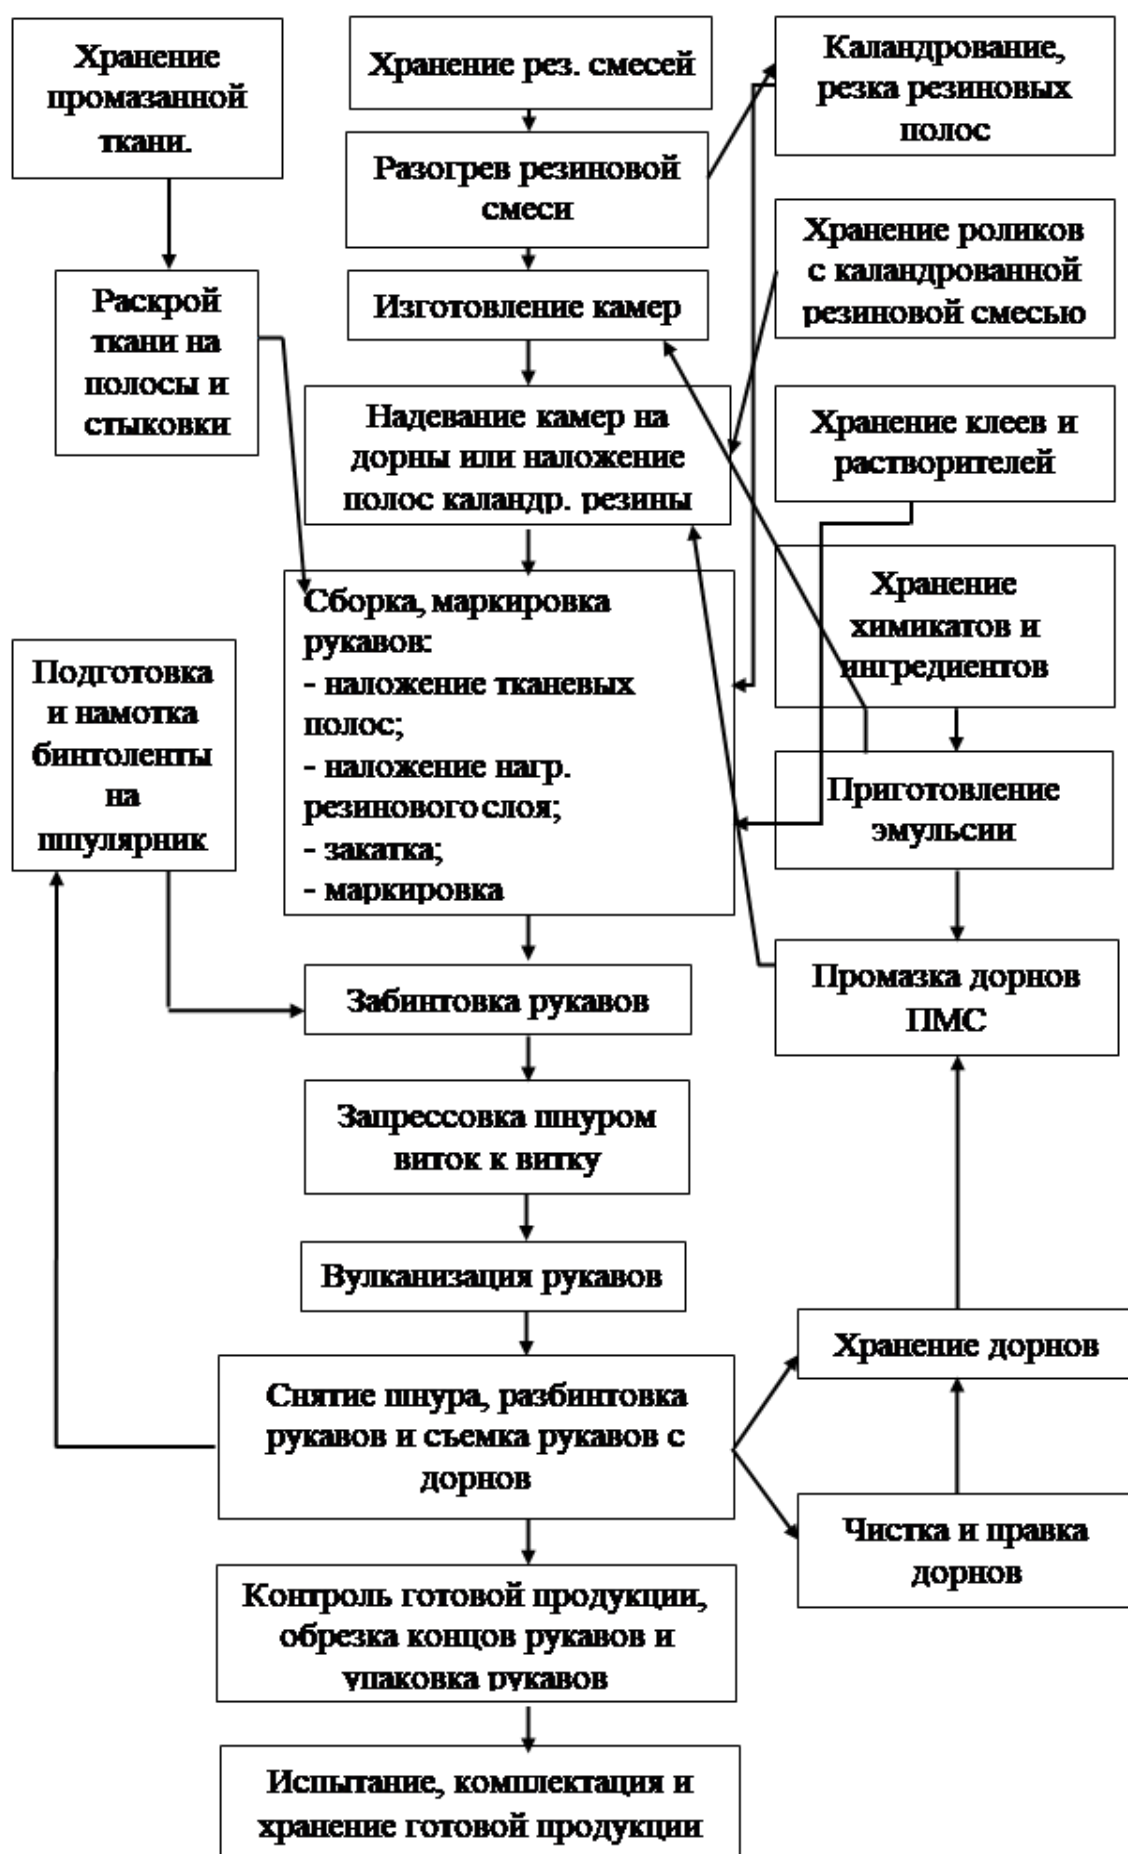 Хранение
промазанной
ткани.
Хранение рез. смесей
Каландрование,
резка резиновых
полос
Разогрев резиновой
смеси
Хранение роликов
с каландрованной
резиновой смесью
Раскрой
ткани на
полосы и
стыковки
Изготовление камер
Надевание камер на
дорны или наложение
полос каландр. резины
Хранение клеев и
растворителей
Хранение
химикатов и
ингредиентов
Сборка, маркировка
рукавов:
- наложение тканевых
полос;
- наложение нагр.
резинового слоя;
- закатка;
- маркировка
Подготовка
и намотка
бинтоленты
на
шпулярник
Приготовление
эмульсии
Промазка дорнов
ПМС
Забинтовка рукавов
Запрессовка шнуром
виток к витку
Вулканизация рукавов
Хранение дорнов
Снятие шнура, разбинтовка
рукавов и съемка рукавов с
дорнов
Чистка и правка
дорнов
Контроль готовой продукции,
обрезка концов рукавов и
упаковка рукавов
Испытание, комплектация и
хранение готовой продукции